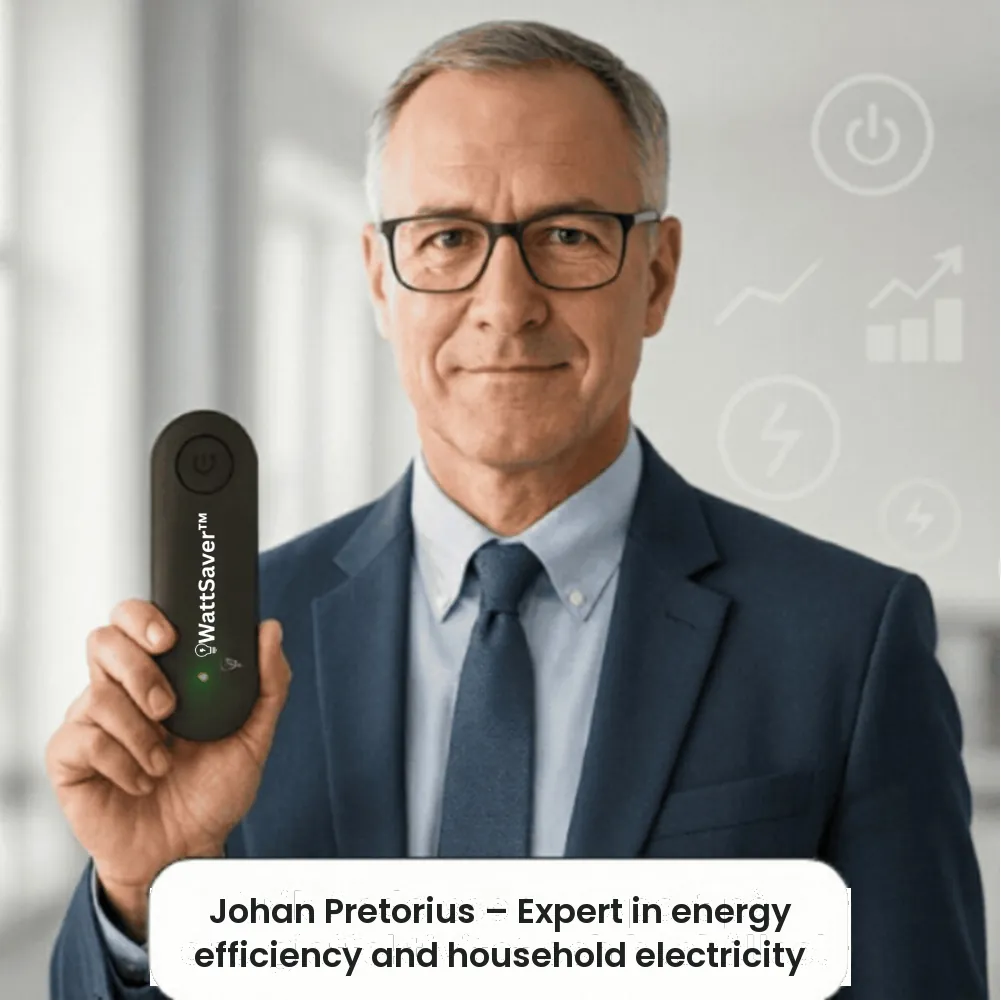 WattSaver™
Johan Pretorius – Expert in energy
efficiency and household electricity